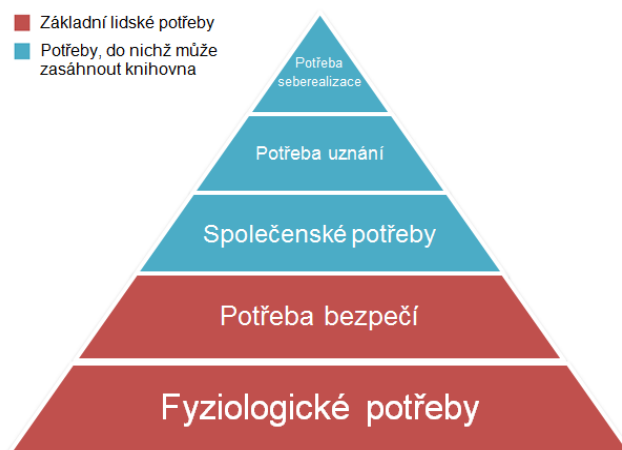 Základní lidské potřeby
Potřeby, do nichž může
zasáhnout knihovna
Potřeba
seberealizace
Potřeba uznání
Společenské potřeby
Potřeba bezpečí
Fyziologické potřeby